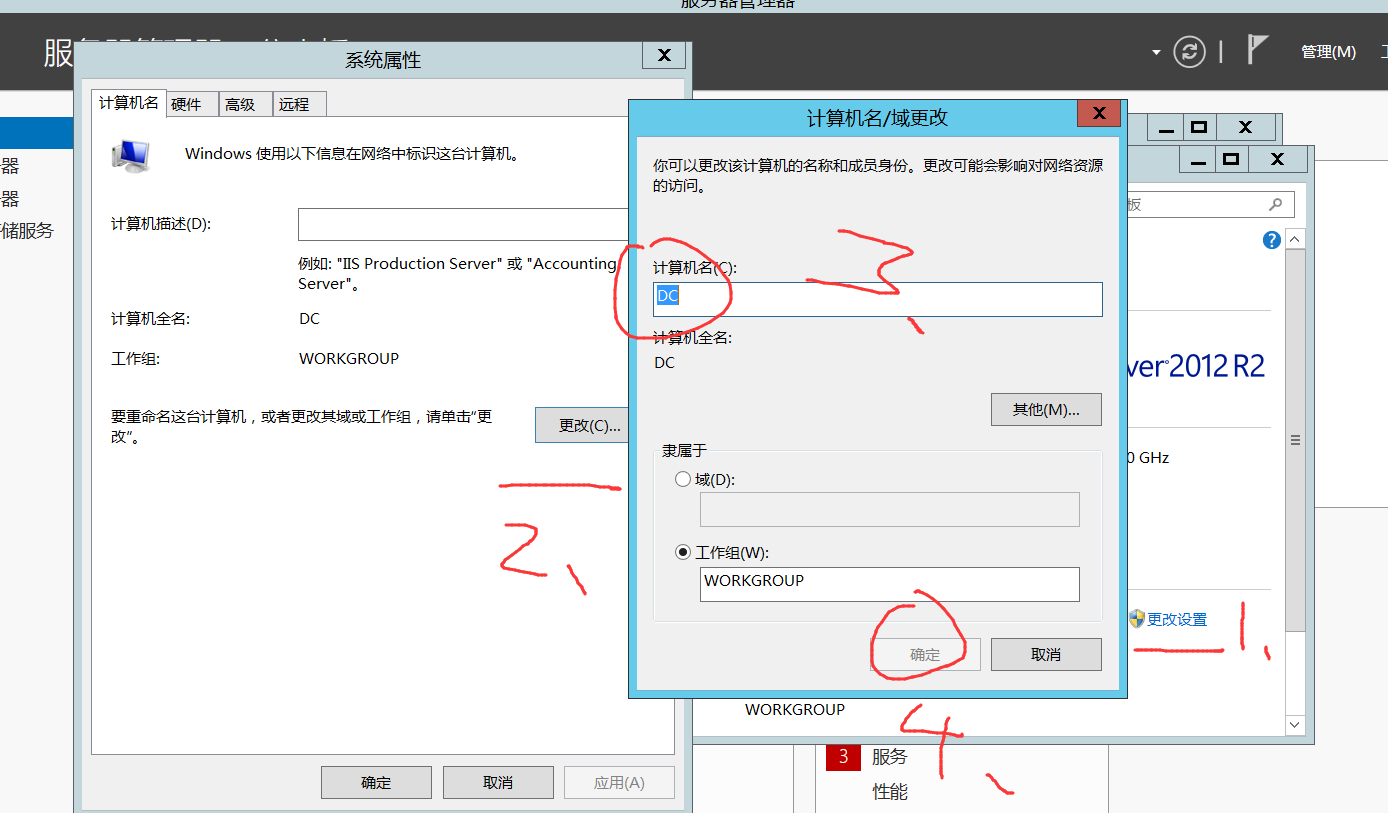 服务器管理器
管理(M)
系统属性
计算机名 硬件 高级 远程
Windows 使用以下信息在网络中标识这台计算机。
计算机描述(D):
例如: "IIS Production Server" 或 "Accounting
Server"。
计算机全名: DC
工作组: WORKGROUP
要重命名这台计算机，或者更改其域或工作组，请单击“更
改”。
更改(C)...
2、
确定 取消 应用(A)
计算机名/域更改
你可以更改该计算机的名称和成员身份。更改可能会影响对网络资源
的访问。
计算机名(C):
3、
DC
计算机全名:
DC
其他(M)...
隶属于
域(D):
工作组(W):
WORKGROUP
确定 取消
4、
器
器
储服务
板
ver 2012 R2
0 GHz
更改设置
1、
WORKGROUP
3 服务
性能